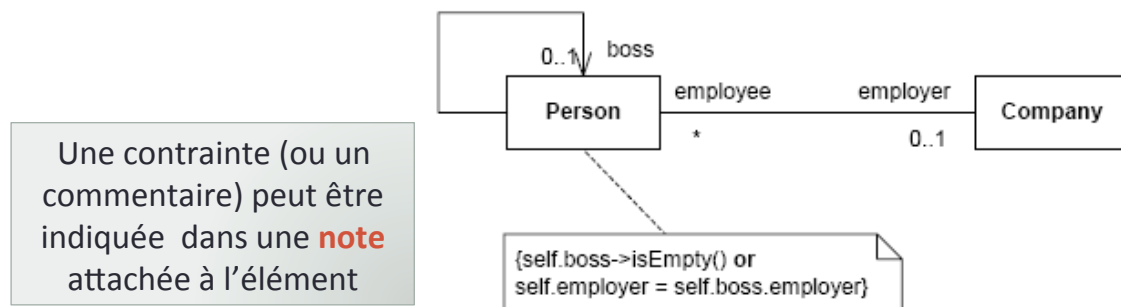 0..1 boss
Person
employee employer
* 0..1
Company
Une contrainte (ou un
commentaire) peut être
indiquée dans une note
attachée à l'élément
{self.boss->isEmpty() or
self.employer = self.boss.employer}